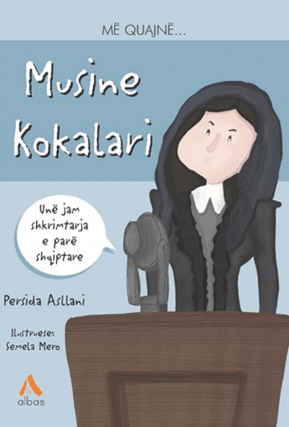 MË QUAJNË...
Musine
Kokalari
Unë jam
shkrimtarja
e parë
shqiptare
Persida Asllani
Ilustruese:
Semela Mero
albas